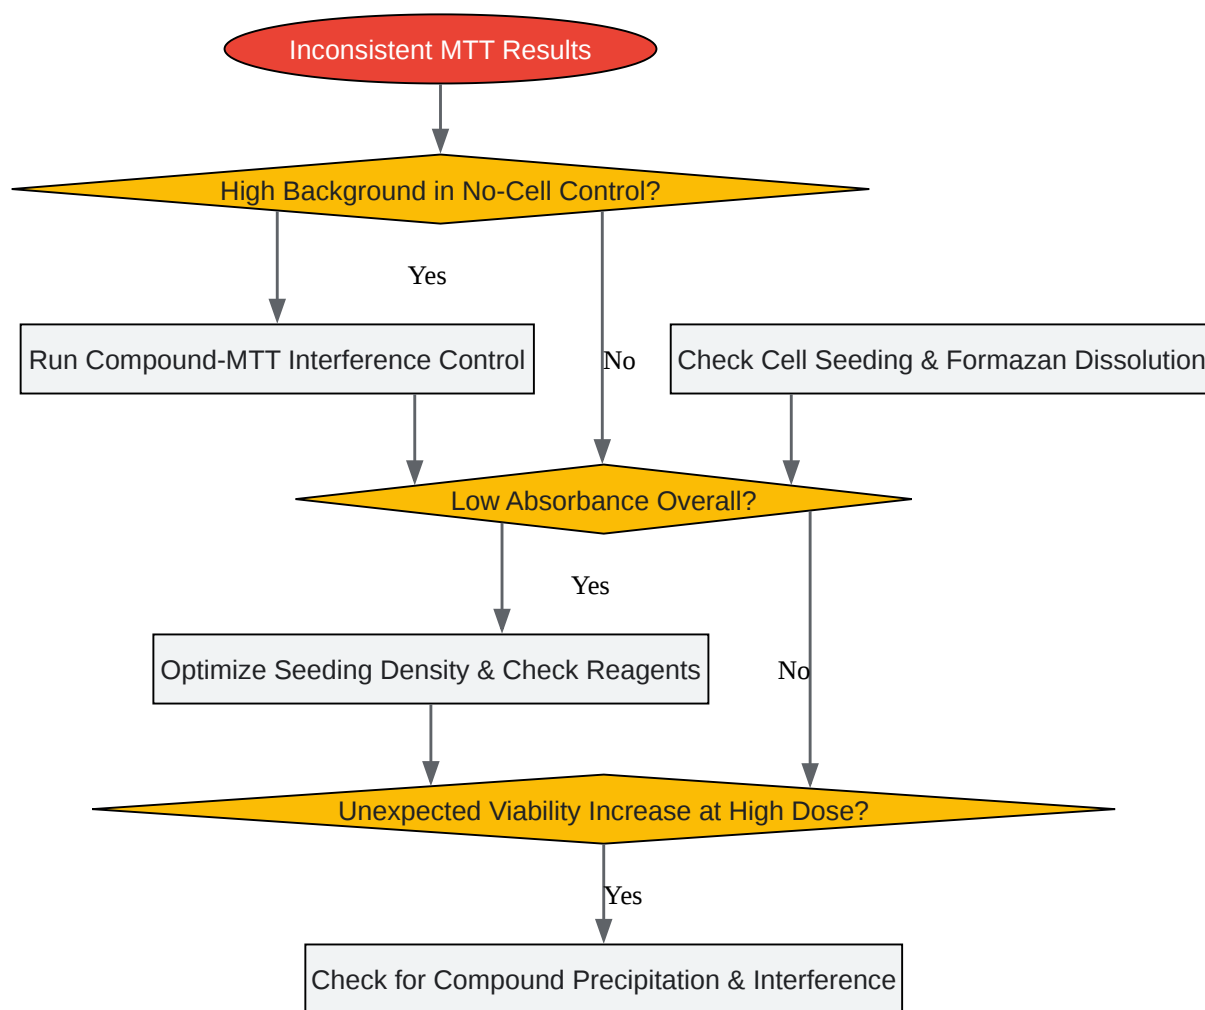 Inconsistent MTT Results
High Background in No-Cell Control?
Yes
Run Compound-MTT Interference Control
No
Check Cell Seeding & Formazan Dissolution
Low Absorbance Overall?
Yes
Optimize Seeding Density & Check Reagents
No
Unexpected Viability Increase at High Dose?
Yes
Check for Compound Precipitation & Interference